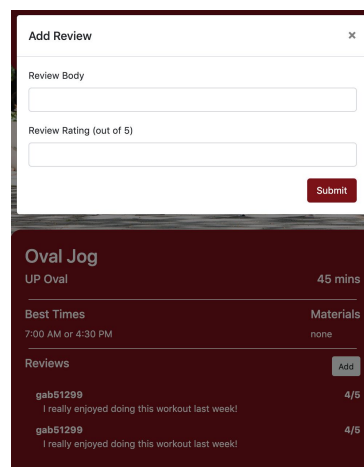 Add Review ×
Review Body
Review Rating (out of 5)
Submit
Oval Jog
UP Oval 45 mins
Best Times Materials
7:00 AM or 4:30 PM none
Reviews Add
gab51299 4/5
I really enjoyed doing this workout last week!
gab51299 4/5
I really enjoyed doing this workout last week!